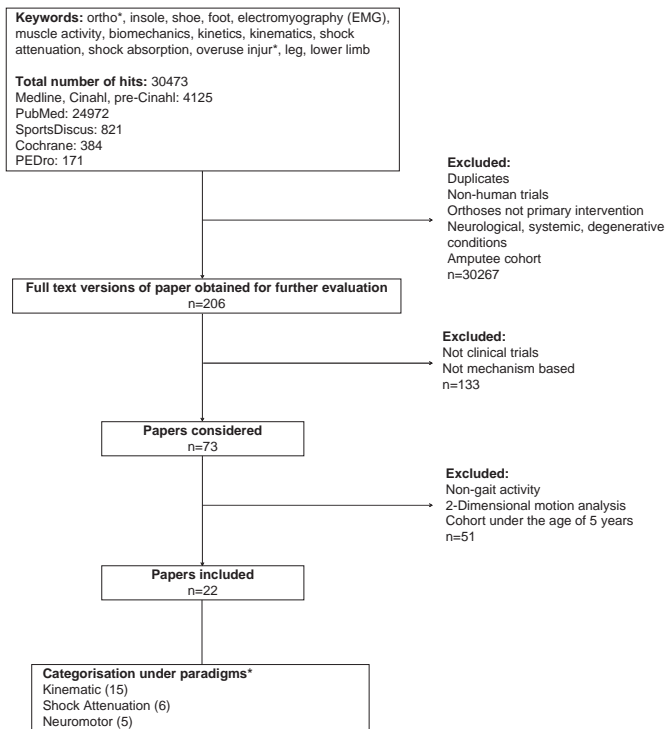 Keywords: ortho*, insole, shoe, foot, electromyography (EMG),
muscle activity, biomechanics, kinetics, kinematics, shock
attenuation, shock absorption, overuse injur*, leg, lower limb
Total number of hits: 30473
Medline, Cinahl, pre-Cinahl: 4125
PubMed: 24972
SportsDiscus: 821
Cochrane: 384
PEDro: 171
Excluded:
Duplicates
Non-human trials
Orthoses not primary intervention
Neurological, systemic, degenerative
conditions
Amputee cohort
n=30267
Full text versions of paper obtained for further evaluation
n=206
Excluded:
Not clinical trials
Not mechanism based
n=133
Papers considered
n=73
Excluded:
Non-gait activity
2-Dimensional motion analysis
Cohort under the age of 5 years
n=51
Papers included
n=22
Categorisation under paradigms*
Kinematic (15)
Shock Attenuation (6)
Neuromotor (5)